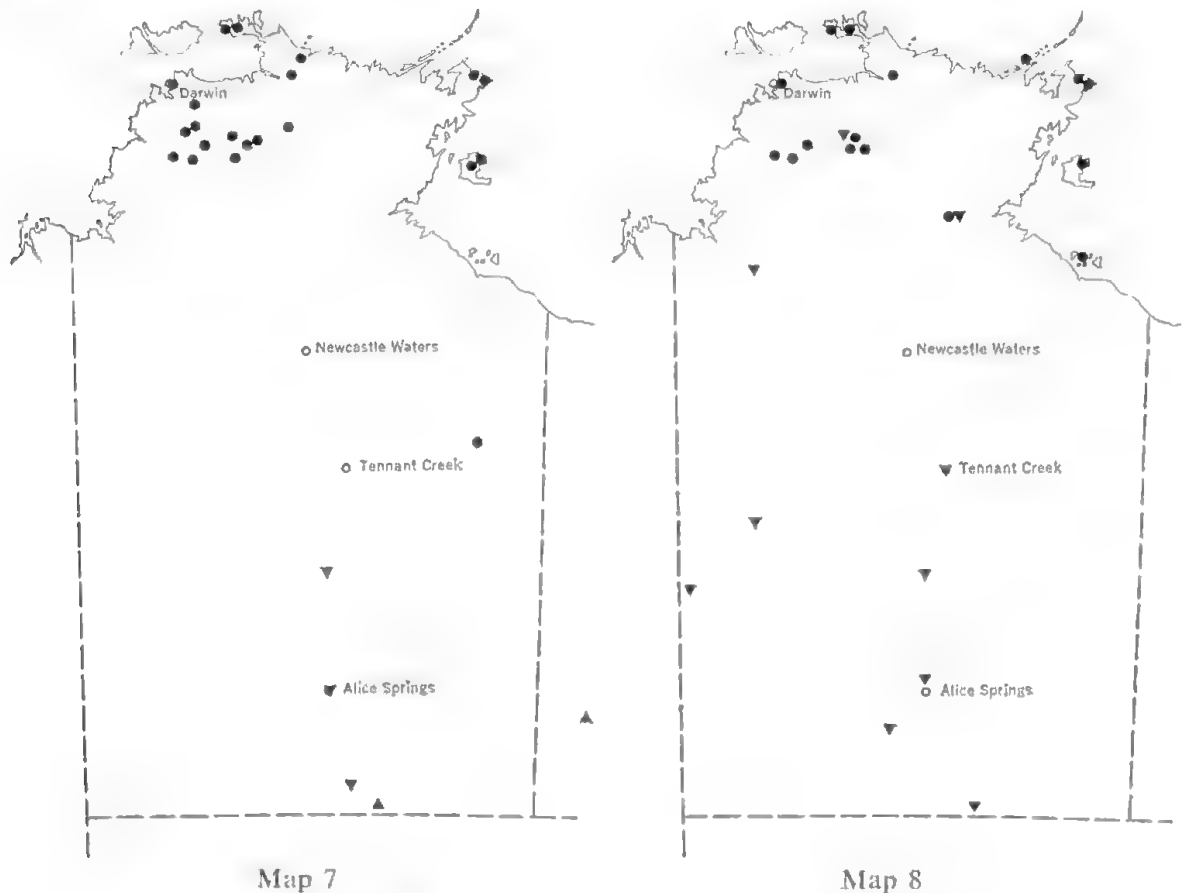 Darwin
Newcastle Waters
Tennant Creek
Alice Springs
Map 7
Darwin
Newcastle Waters
Tennant Creek
Alice Springs
Map 8